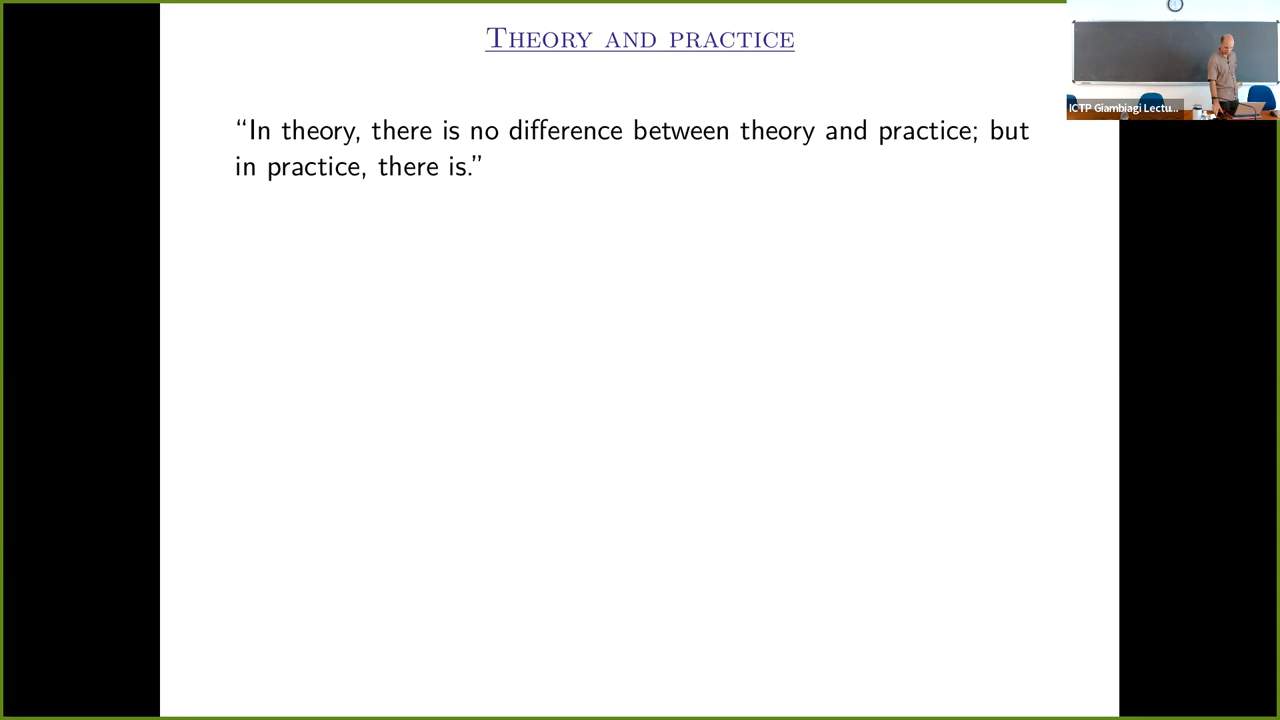 THEORY AND PRACTICE
“In theory, there is no difference between theory and practice; but
in practice, there is.”
ICTP Giambiagi Lectu...